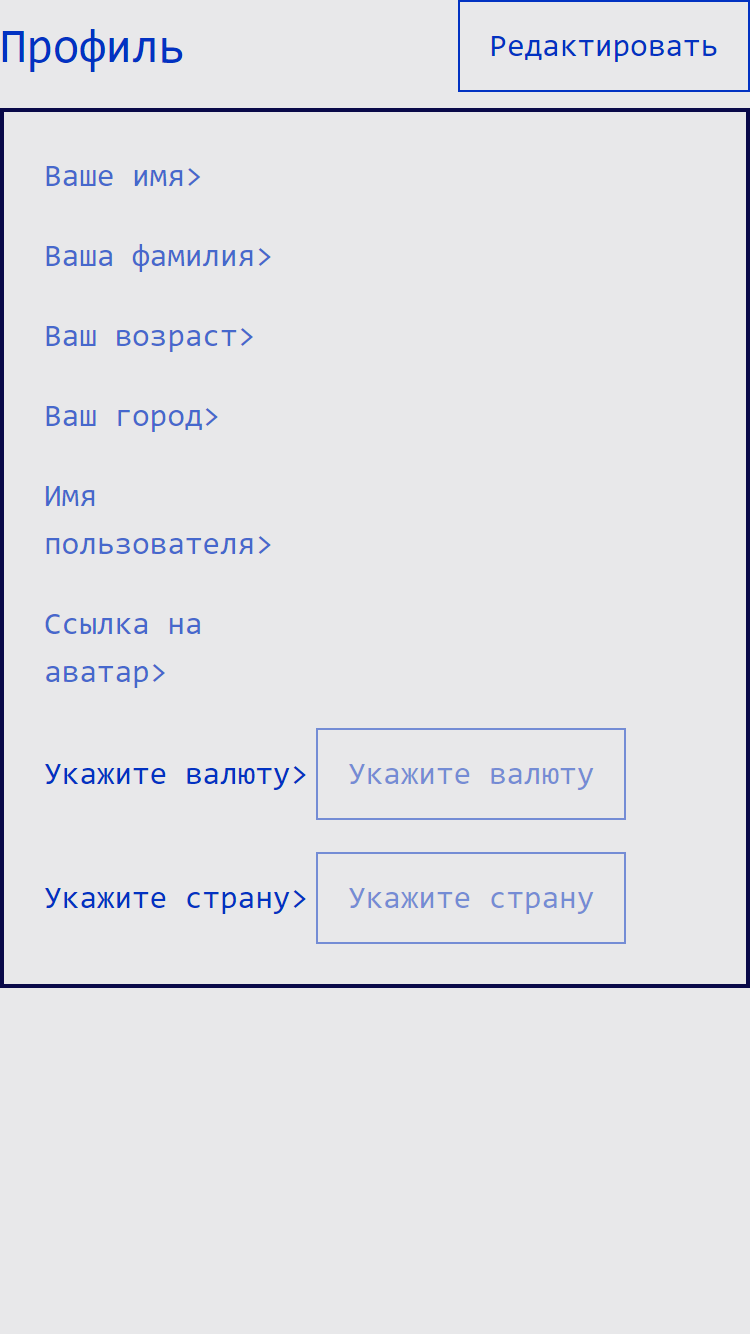 Профиль
Редактировать
Ваше имя>
Ваша фамилия>
Ваш возраст>
Ваш город>
Имя
пользователя>
Ссылка на
аватар>
Укажите валюту> Укажите валюту
Укажите страну> Укажите страну